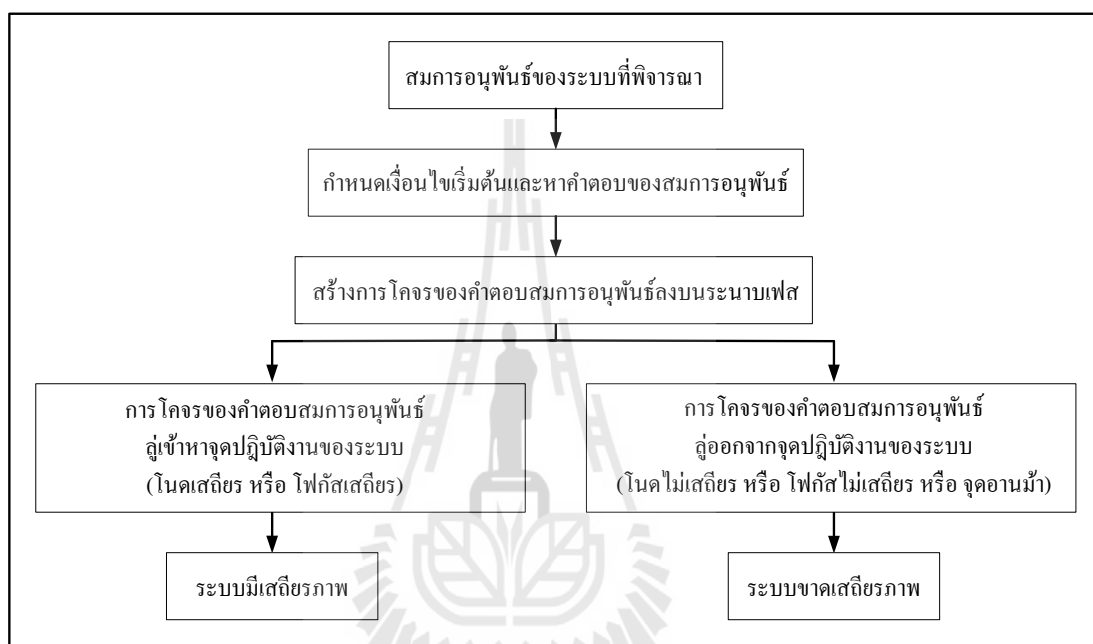 สมการอนุพันธ์ของระบบที่พิจารณา
กำหนดเงื่อนไขเริ่มต้นและหาคำตอบของสมการอนุพันธ์
สร้างการโคจรของคำตอบสมการอนุพันธ์ลงบนระนาบเฟส
การโคจรของคำตอบสมการอนุพันธ์
ลู่เข้าหาจุดปฏิบัติงานของระบบ
(โนดเสถียร หรือ โฟกัสเสถียร)
การโคจรของคำตอบสมการอนุพันธ์
ลู่ออกจากจุดปฏิบัติงานของระบบ
(โนดไม่เสถียร หรือ โฟกัสไม่เสถียร หรือ จุดอานม้า)
ระบบมีเสถียรภาพ
ระบบขาดเสถียรภาพ